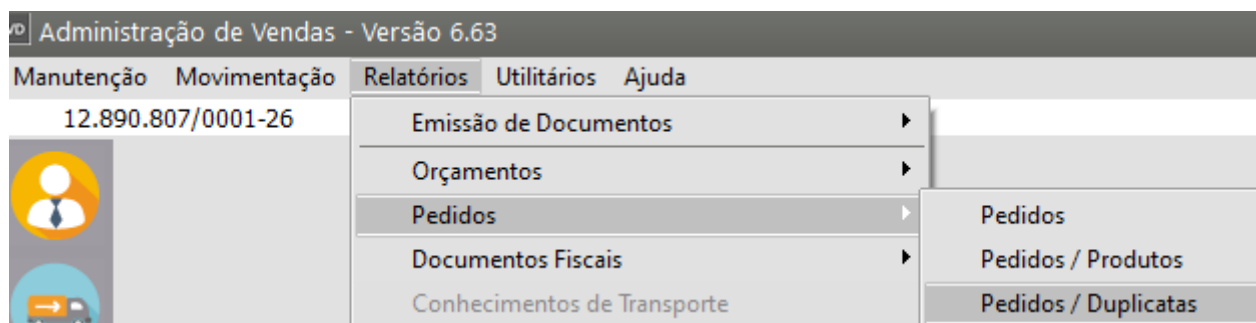 Administração de Vendas - Versão 6.63
Manutenção Movimentação Relatórios Utilitários Ajuda
12.890.807/0001-26
Emissão de Documentos
Orçamentos
Pedidos
Documentos Fiscais
Conhecimentos de Transporte
Pedidos
Pedidos / Produtos
Pedidos / Duplicatas